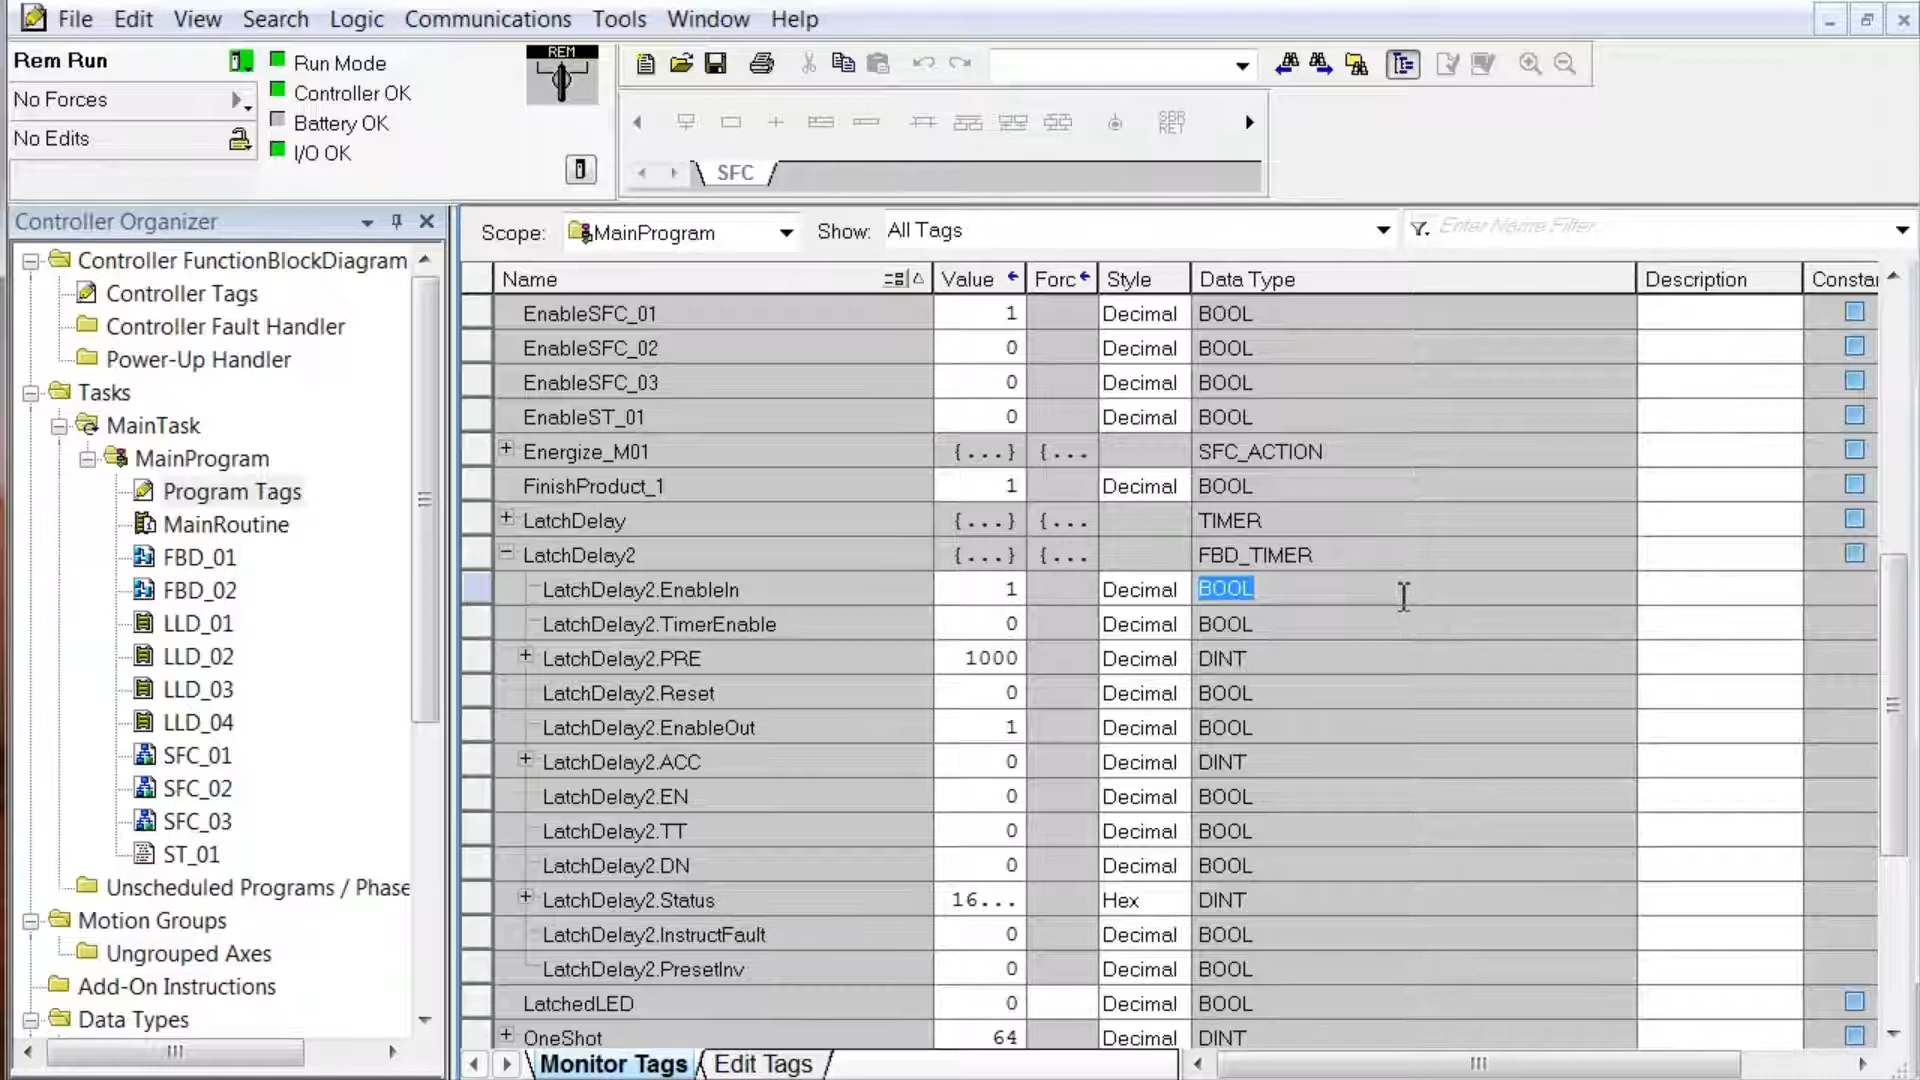 File Edit View Search Logic Communications Tools Window Help
Rem Run
No Forces
No Edits
Run Mode
Controller OK
Battery OK
I/O OK
REM
SBR
RET
SFC
Controller Organizer
Controller FunctionBlockDiagram
Controller Tags
Controller Fault Handler
Power-Up Handler
Tasks
MainTask
MainProgram
Program Tags
MainRoutine
FBD_01
FBD_02
LLD_01
LLD_02
LLD_03
LLD_04
SFC_01
SFC_02
SFC_03
ST_01
Unscheduled Programs / Phase
Motion Groups
Ungrouped Axes
Add-On Instructions
Data Types
Scope: MainProgram Show: All Tags Enter Name Filter...
Name Value Forc Style Data Type Description Constan
EnableSFC_01 1 Decimal BOOL
EnableSFC_02 0 Decimal BOOL
EnableSFC_03 0 Decimal BOOL
EnableST_01 0 Decimal BOOL
Energize_M01 {...} {... SFC_ACTION
FinishProduct_1 1 Decimal BOOL
LatchDelay {...} {... TIMER
LatchDelay2 {...} {... FBD_TIMER
LatchDelay2.EnableIn 1 Decimal BOOL
LatchDelay2.TimerEnable 0 Decimal BOOL
LatchDelay2.PRE 1000 Decimal DINT
LatchDelay2.Reset 0 Decimal BOOL
LatchDelay2.EnableOut 1 Decimal BOOL
LatchDelay2.ACC 0 Decimal DINT
LatchDelay2.EN 0 Decimal BOOL
LatchDelay2.TT 0 Decimal BOOL
LatchDelay2.DN 0 Decimal BOOL
LatchDelay2.Status 16... Hex DINT
LatchDelay2.InstructFault 0 Decimal BOOL
LatchDelay2.PresetInv 0 Decimal BOOL
LatchedLED 0 Decimal BOOL
OneShot 64 Decimal DINT
Monitor Tags Edit Tags